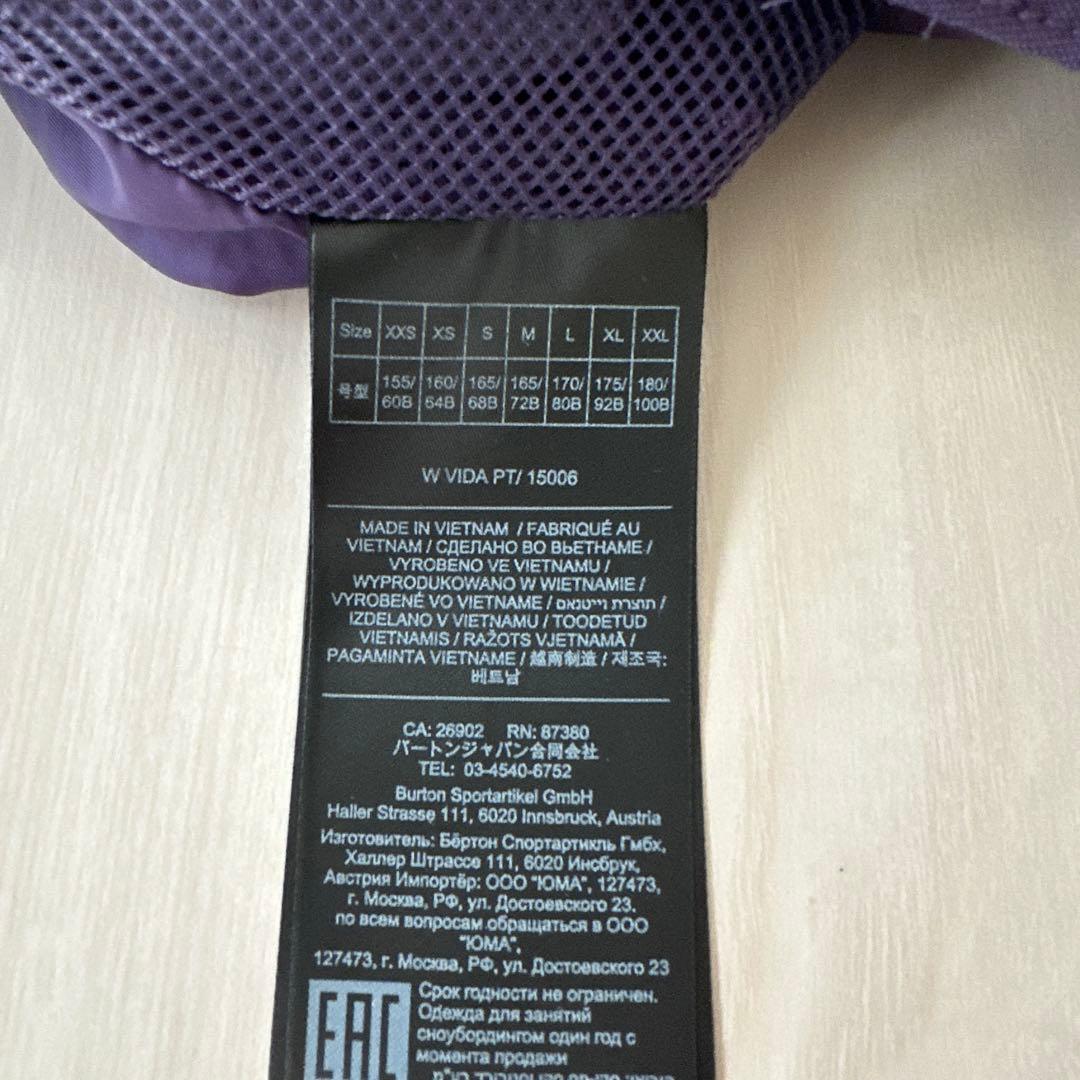 Size XXS XS S M L XL XXL
号型 155/60B 160/64B 165/68B 165/72B 170/80B 175/92B 180/100B
W VIDA PT/ 15006
MADE IN VIETNAM / FABRIQUÉ AU
VIETNAM / СДЕЛАНО ВО ВЬЕТНАМЕ /
VYROBENO VE VIETNAMU /
WYPRODUKOWANO W WIETNAMIE /
VYROBENÉ VO VIETNAME / תוצרת וייטנאם /
IZDELANO V VIETNAMU / TOODETUD
VIETNAMIS / RAŽOTS VJETNAMĀ /
PAGAMINTA VIETNAME / 越南制造 / 제조국:
베트남
CA: 26902 RN: 87380
バートンジャパン合同会社
TEL: 03-4540-6752
Burton Sportartikel GmbH
Haller Strasse 111, 6020 Innsbruck, Austria
Изготовитель: Бёртон Спортартикль Гмбх,
Халлер Штрассе 111, 6020 Инсбрук,
Австрия Импортёр: ООО "ЮМА", 127473,
г. Москва, РФ, ул. Достоевского 23.
по всем вопросам обращаться в ООО
"ЮМА",
127473, г. Москва, РФ, ул. Достоевского 23
EAC
Срок годности не ограничен.
Одежда для занятий
сноубордингом один год с
момента продажи